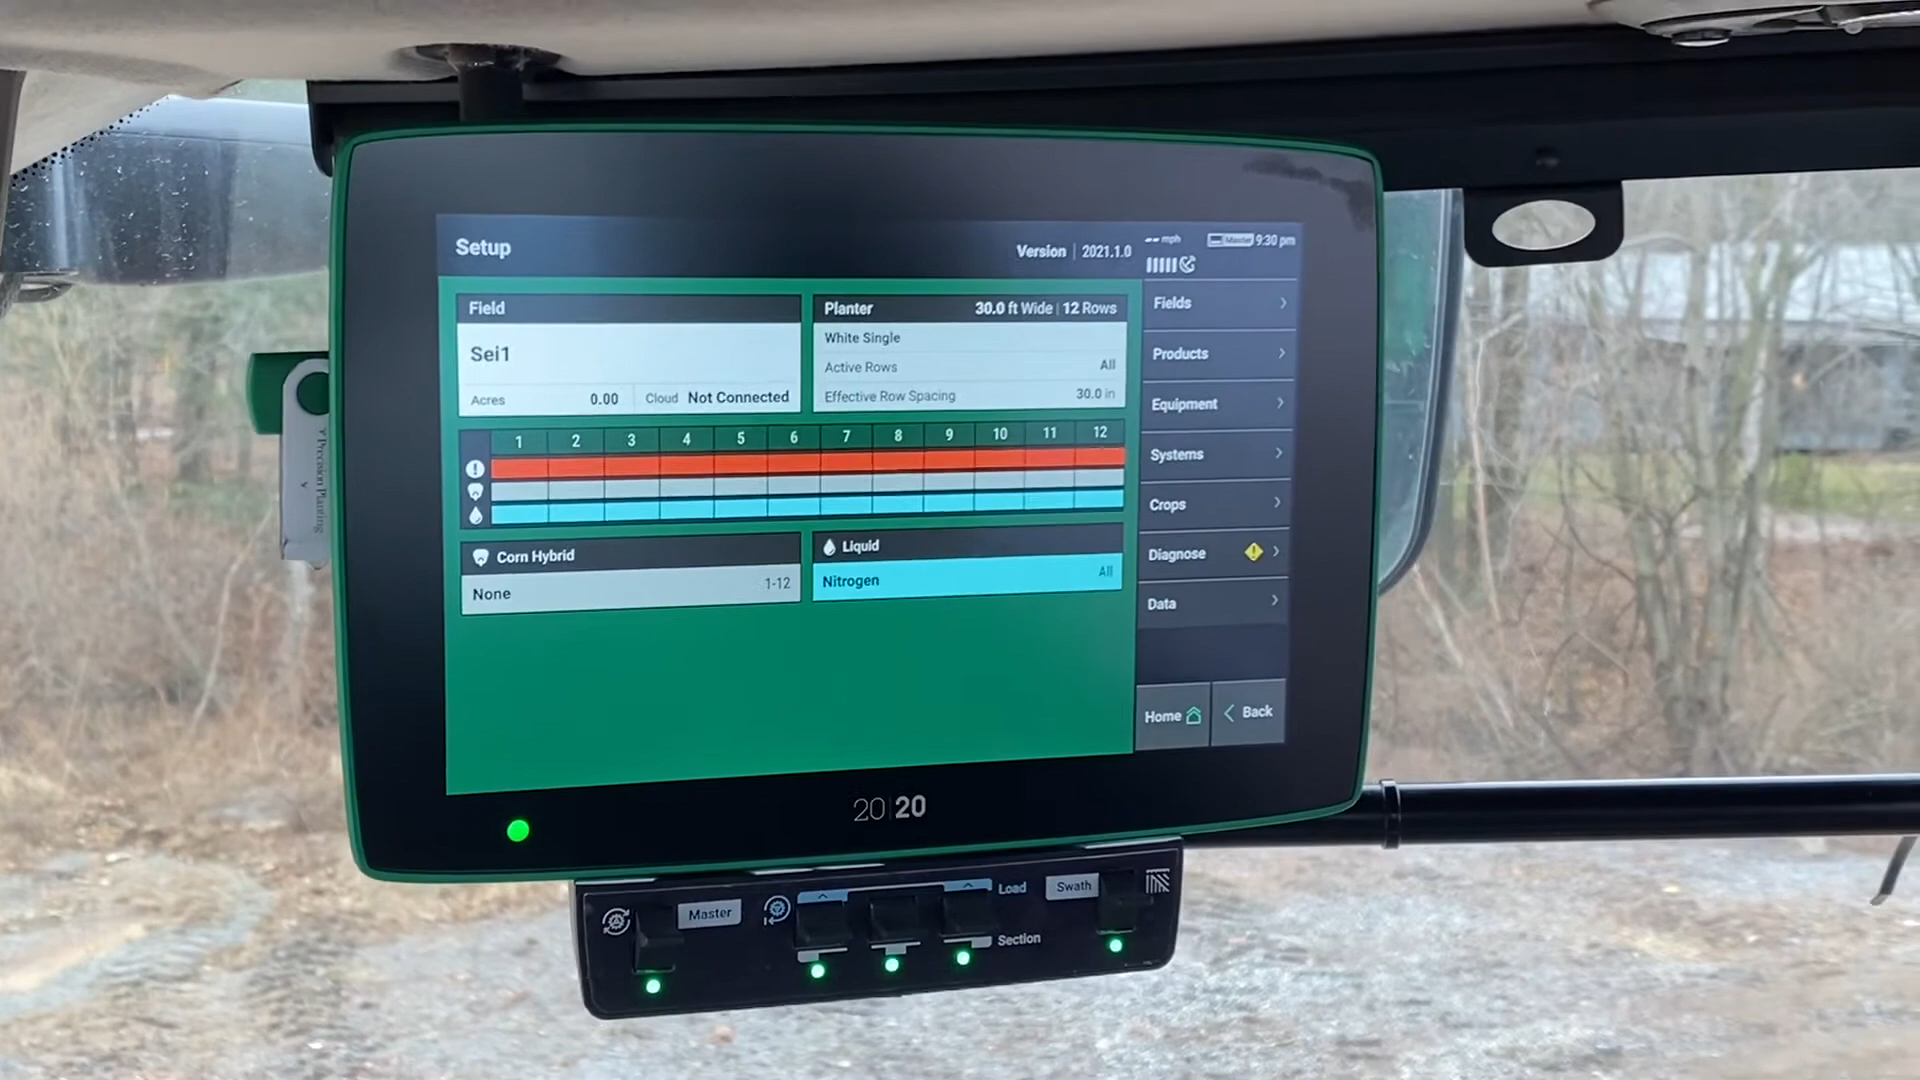 Setup
Version | 2021.1.0
-- mph
Master 9:30 pm
Field
Sei1
Acres 0.00 Cloud Not Connected
Planter 30.0 ft Wide | 12 Rows
White Single
Active Rows All
Effective Row Spacing 30.0 in
1 2 3 4 5 6 7 8 9 10 11 12
Corn Hybrid
None 1-12
Liquid
Nitrogen All
Fields
Products
Equipment
Systems
Crops
Diagnose
Data
Home
Back
20|20
Precision Planting
Master
Load
Swath
Section